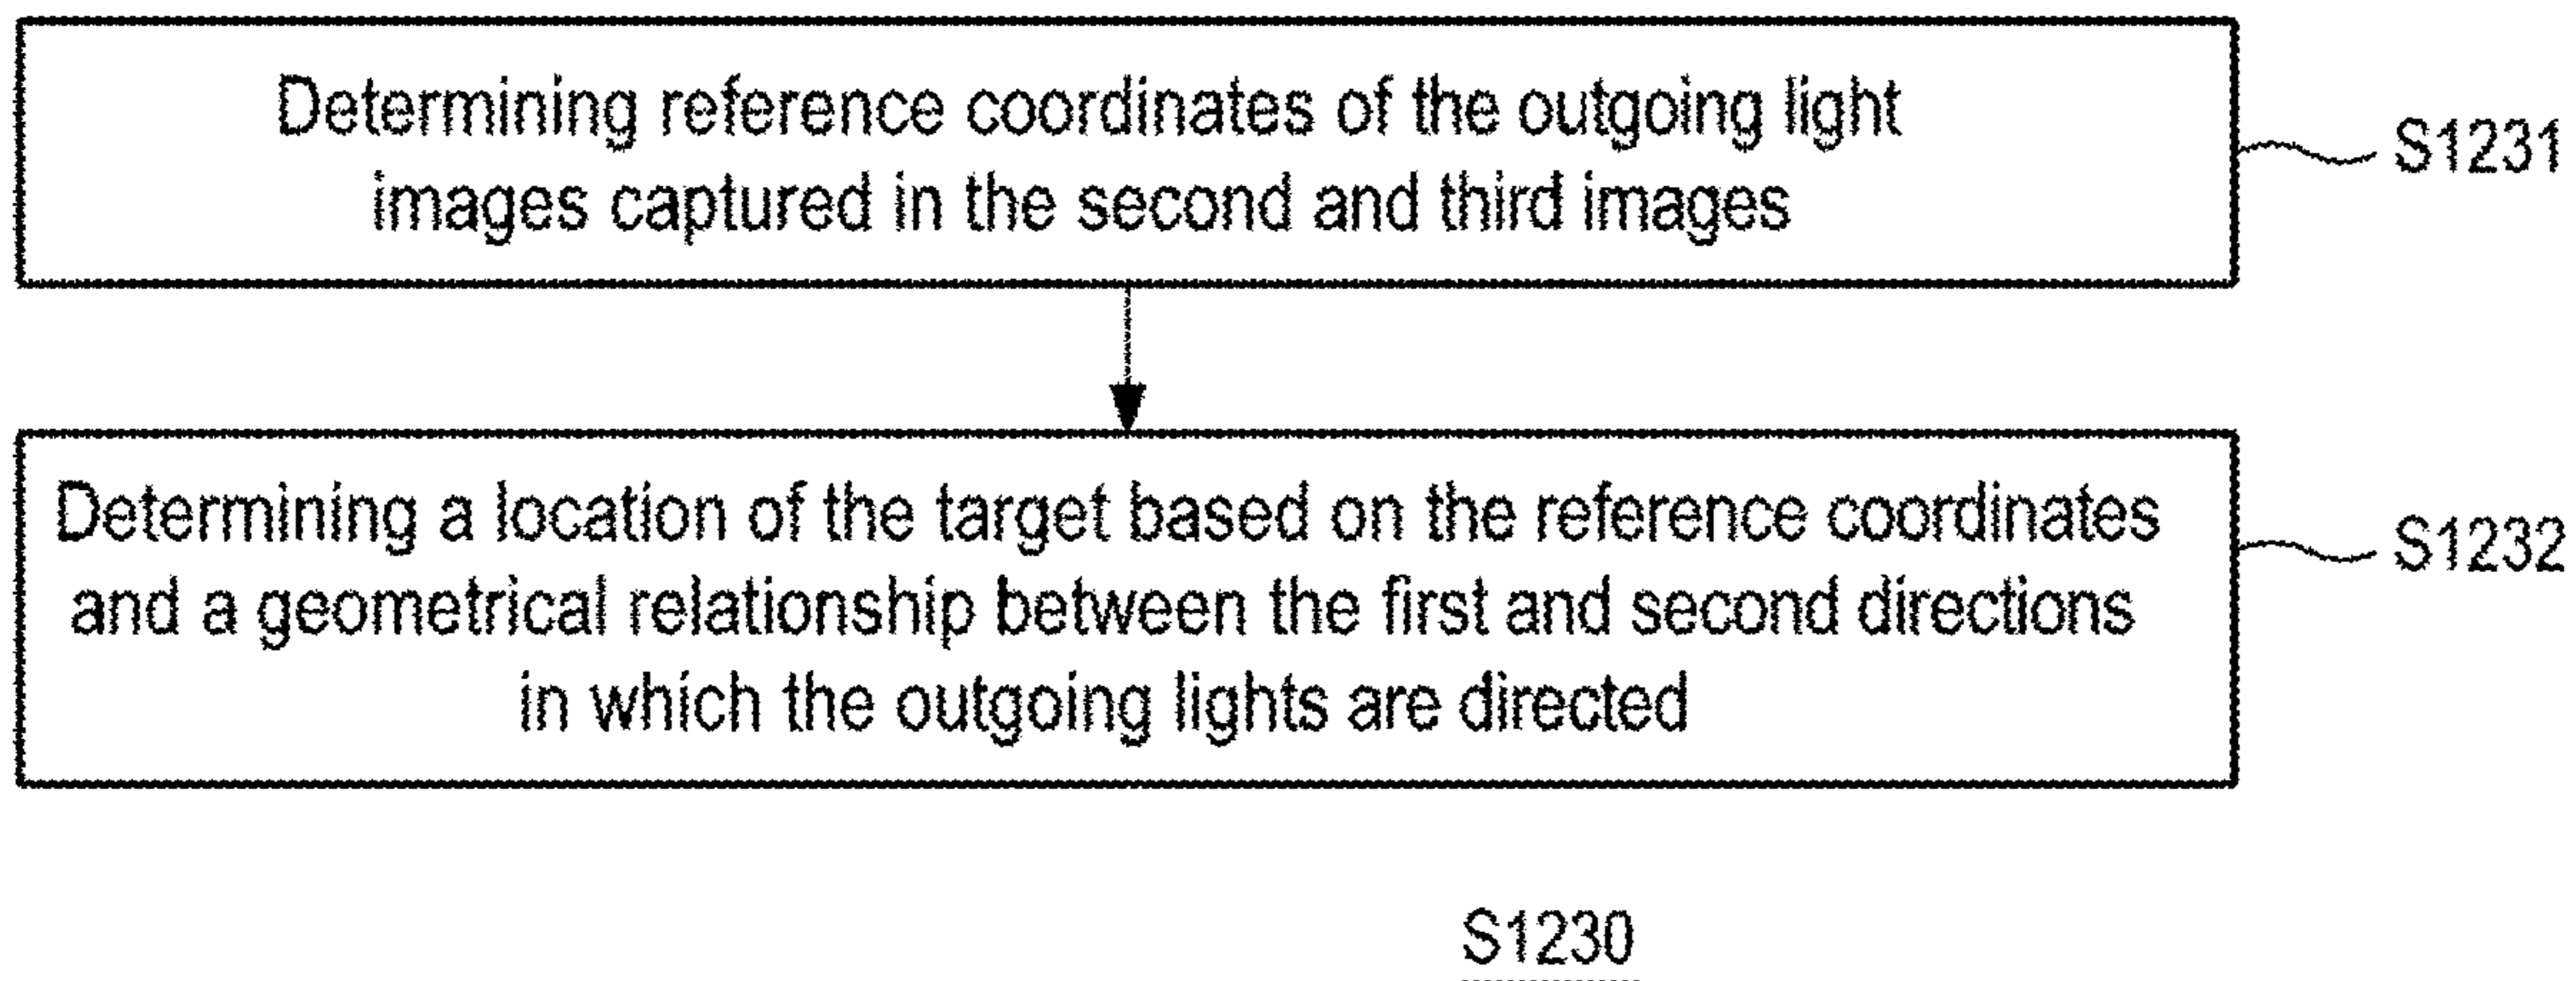 Determining reference coordinates of the outgoing light
images captured in the second and third images
S1231
Determining a location of the target based on the reference coordinates
and a geometrical relationship between the first and second directions
in which the outgoing lights are directed
S1232
S1230